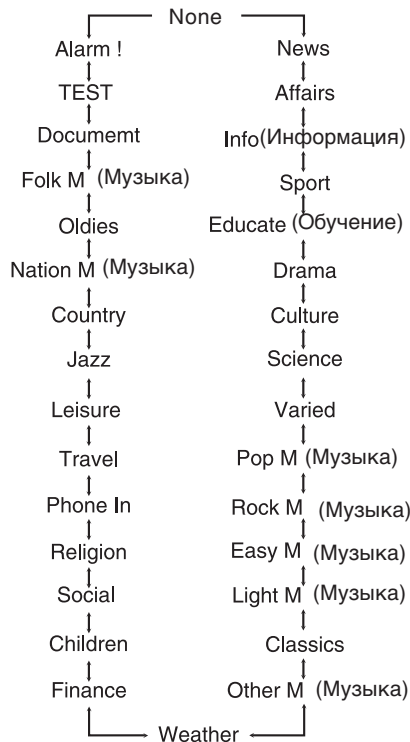 None
Alarm ! News
TEST Affairs
Documemt Info(Информация)
Folk M (Музыка) Sport
Oldies Educate (Обучение)
Nation M (Музыка) Drama
Country Culture
Jazz Science
Leisure Varied
Travel Pop M (Музыка)
Phone In Rock M (Музыка)
Religion Easy M (Музыка)
Social Light M (Музыка)
Children Classics
Finance Other M (Музыка)
Weather